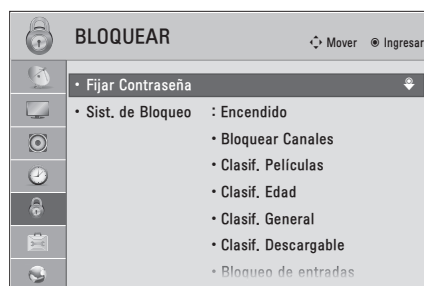 BLOQUEAR Mover Ingresar
• Fijar Contraseña
• Sist. de Bloqueo : Encendido
• Bloquear Canales
• Clasif. Películas
• Clasif. Edad
• Clasif. General
• Clasif. Descargable
• Bloqueo de entradas